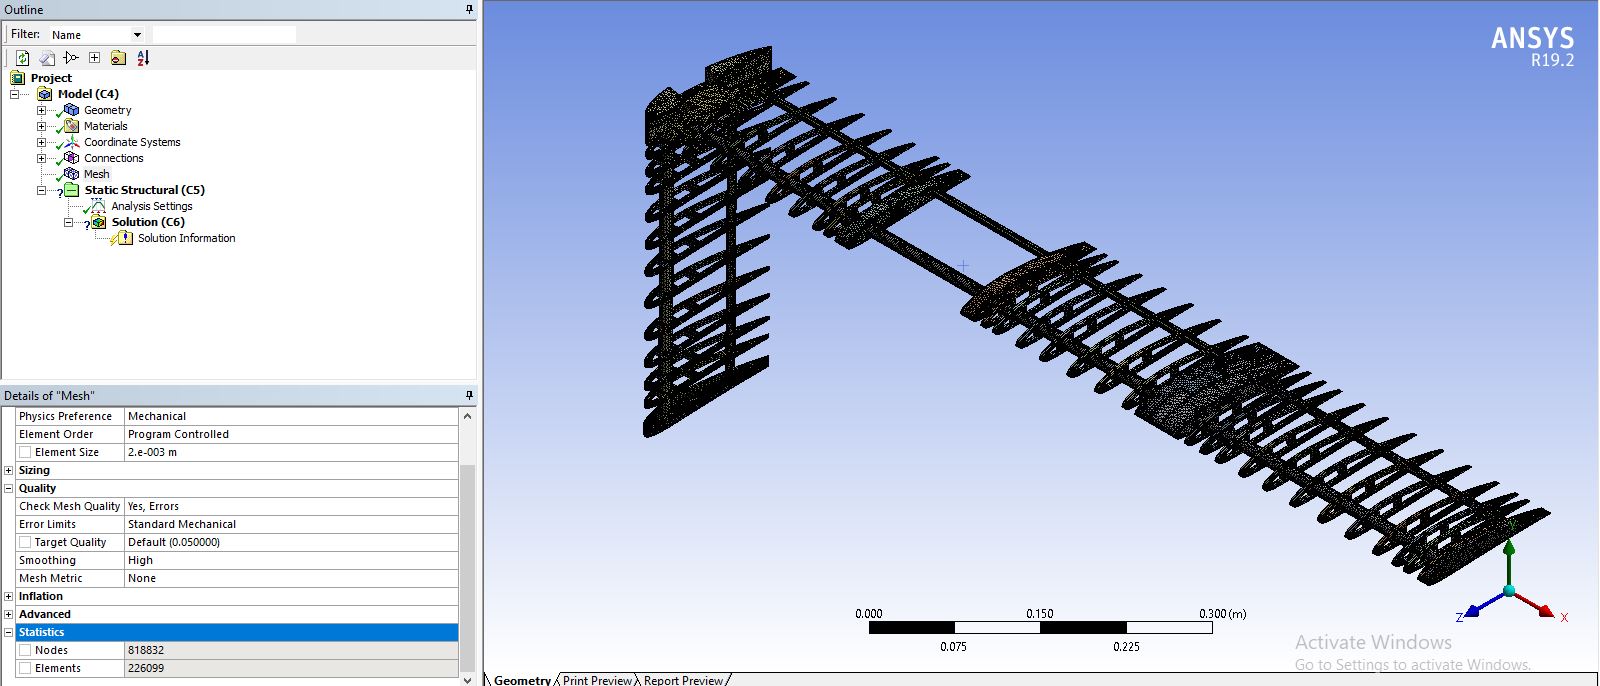 Outline
Filter: Name
Project
Model (C4)
Geometry
Materials
Coordinate Systems
Connections
Mesh
Static Structural (C5)
Analysis Settings
Solution (C6)
Solution Information
Details of "Mesh"
Physics Preference Mechanical
Element Order Program Controlled
Element Size 2.e-003 m
Sizing
Quality
Check Mesh Quality Yes, Errors
Error Limits Standard Mechanical
Target Quality Default (0.050000)
Smoothing High
Mesh Metric None
Inflation
Advanced
Statistics
Nodes 818832
Elements 226099
ANSYS
R19.2
0.000 0.150 0.300 (m)
0.075 0.225
Y
Z X
Activate Windows
Go to Settings to activate Windows.
Geometry Print Preview Report Preview